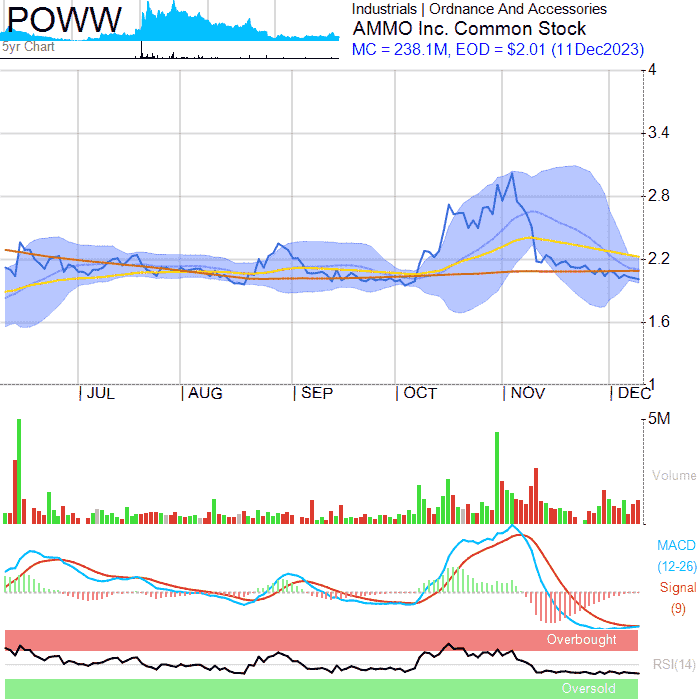 POWW
5yr Chart
Industrials | Ordnance And Accessories
AMMO Inc. Common Stock
MC = 238.1M, EOD = $2.01 (11Dec2023)
4
3.4
2.8
2.2
1.6
1
| JUL | AUG | SEP | OCT | NOV | DEC
5M
Volume
MACD
(12-26)
Signal
(9)
Overbought
RSI(14)
Oversold